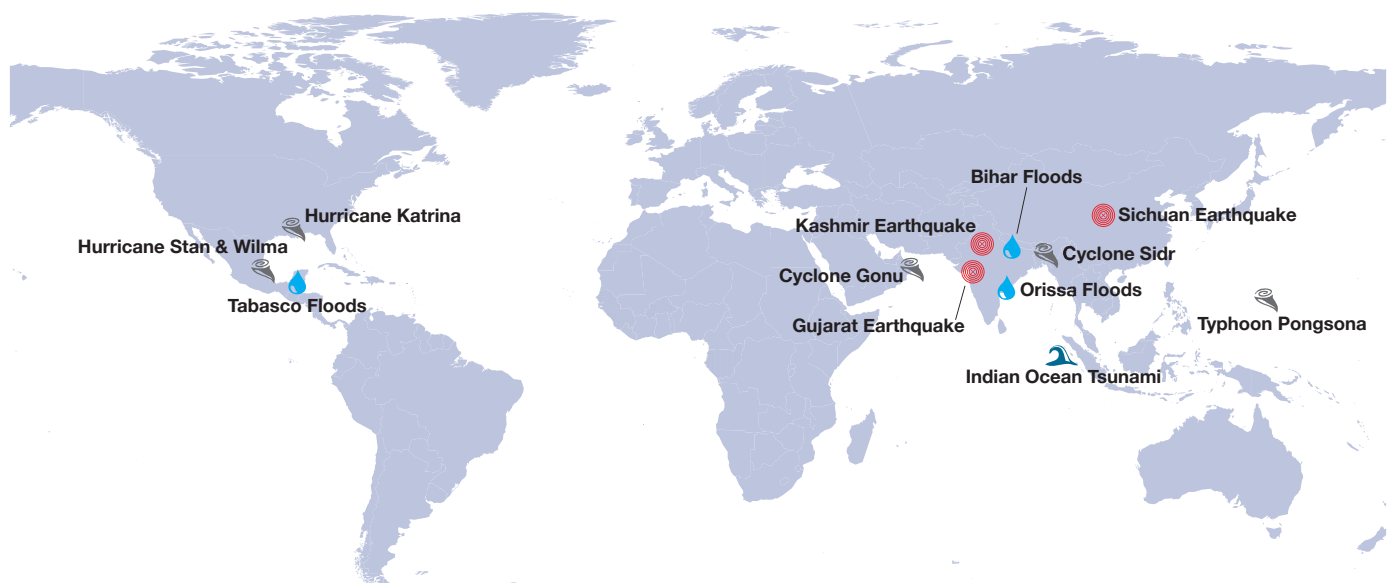 Bihar Floods
Hurricane Katrina
Sichuan Earthquake
Kashmir Earthquake
Hurricane Stan & Wilma
Cyclone Sidr
Cyclone Gonu
Orissa Floods
Tabasco Floods
Gujarat Earthquake
Typhoon Pongsona
Indian Ocean Tsunami